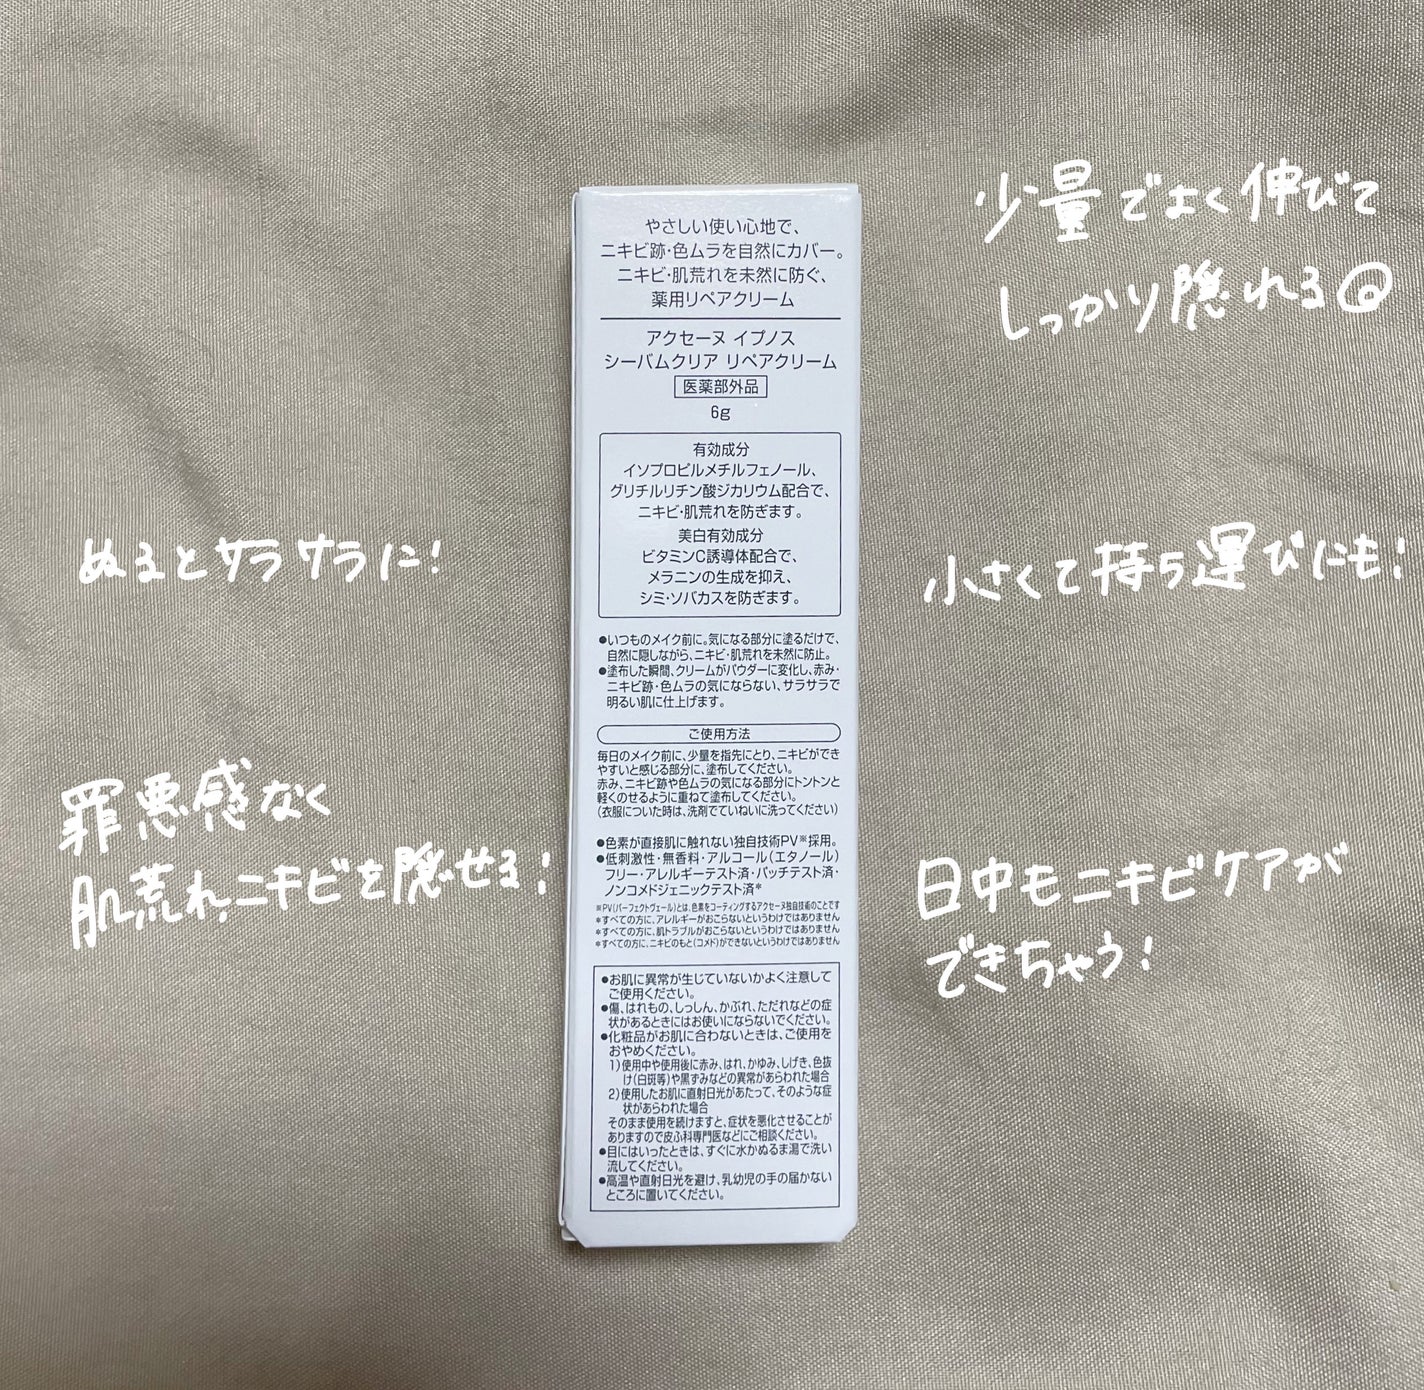 やさしい使い心地で、
ニキビ跡・色ムラを自然にカバー。
ニキビ・肌荒れを未然に防ぐ、
薬用リペアクリーム
アクセーヌ イプノス
シーバムクリア リペアクリーム
医薬部外品
6g
有効成分
イソプロピルメチルフェノール、
グリチルリチン酸ジカリウム配合で、
ニキビ・肌荒れを防ぎます。
美白有効成分
ビタミンC誘導体配合で、
メラニンの生成を抑え、
シミ・ソバカスを防ぎます。
●いつものメイク前に。気になる部分に塗るだけで、
自然に隠しながら、ニキビ・肌荒れを未然に防止。
●塗布した瞬間、クリームがパウダーに変化し、赤み・
ニキビ跡・色ムラの気にならない、サラサラで
明るい肌に仕上げます。
ご使用方法
毎日のメイク前に、少量を指先にとり、ニキビができ
やすいと感じる部分に、塗布してください。
赤み、ニキビ跡や色ムラの気になる部分にトントンと
軽くのせるように重ねて塗布してください。
（衣服についた時は、洗剤でていねいに洗ってください）
●色素が直接肌に触れない独自技術PV※採用。
●低刺激性・無香料・アルコール（エタノール）
フリー・アレルギーテスト済・パッチテスト済・
ノンコメドジェニックテスト済＊
※PV（パーフェクトヴェール）とは、色素をコーティングするアクセーヌ独自技術のことです
＊すべての方に、アレルギーがおこらないというわけではありません
＊すべての方に、肌トラブルがおこらないというわけではありません
＊すべての方に、ニキビのもと（コメド）ができないというわけではありません
●お肌に異常が生じていないかよく注意して
ご使用ください。
●傷、はれもの、しっしん、かぶれ、ただれなどの症
状があるときにはお使いにならないでください。
●化粧品がお肌に合わないときは、ご使用を
おやめください。
1）使用中や使用後に赤み、はれ、かゆみ、しげき、色抜
け（白斑等）や黒ずみなどの異常があらわれた場合
2）使用したお肌に直射日光があたって、そのような症
状があらわれた場合
そのまま使用を続けますと、症状を悪化させることが
ありますので皮ふ科専門医などにご相談ください。
●目にはいったときは、すぐに水かぬるま湯で洗い
流してください。
●高温や直射日光を避け、乳幼児の手の届かない
ところに置いてください。
少量でよく伸びて
しっかり隠れる◎
ぬるとサラサラに！
小さくて持ち運びにも！
罪悪感なく
肌荒れ、ニキビを隠せる！
日中もニキビケアが
できちゃう！